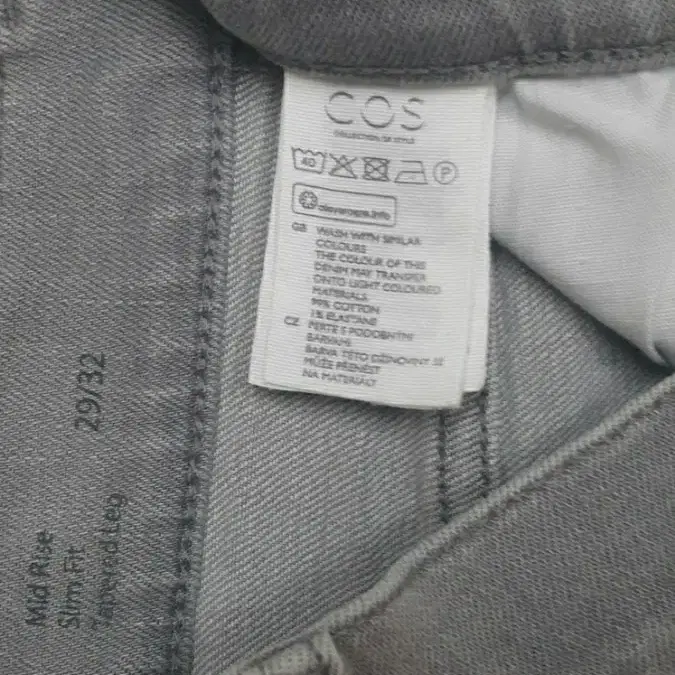 COS
COLLECTION OF STYLE
40 P
clevercare.info
GB WASH WITH SIMILAR
COLOURS
THE COLOUR OF THIS
DENIM MAY TRANSFER
ONTO LIGHT COLOURED
MATERIALS
99% COTTON
1% ELASTANE
CZ PERTE S PODOBNÝMI
BARVAMI
BARVA TÉTO DŽÍNOVINY SE
MŮŽE PŘENÉST
NA MATERIÁLY
Mid Rise
Slim Fit
Tapered Leg
29/32